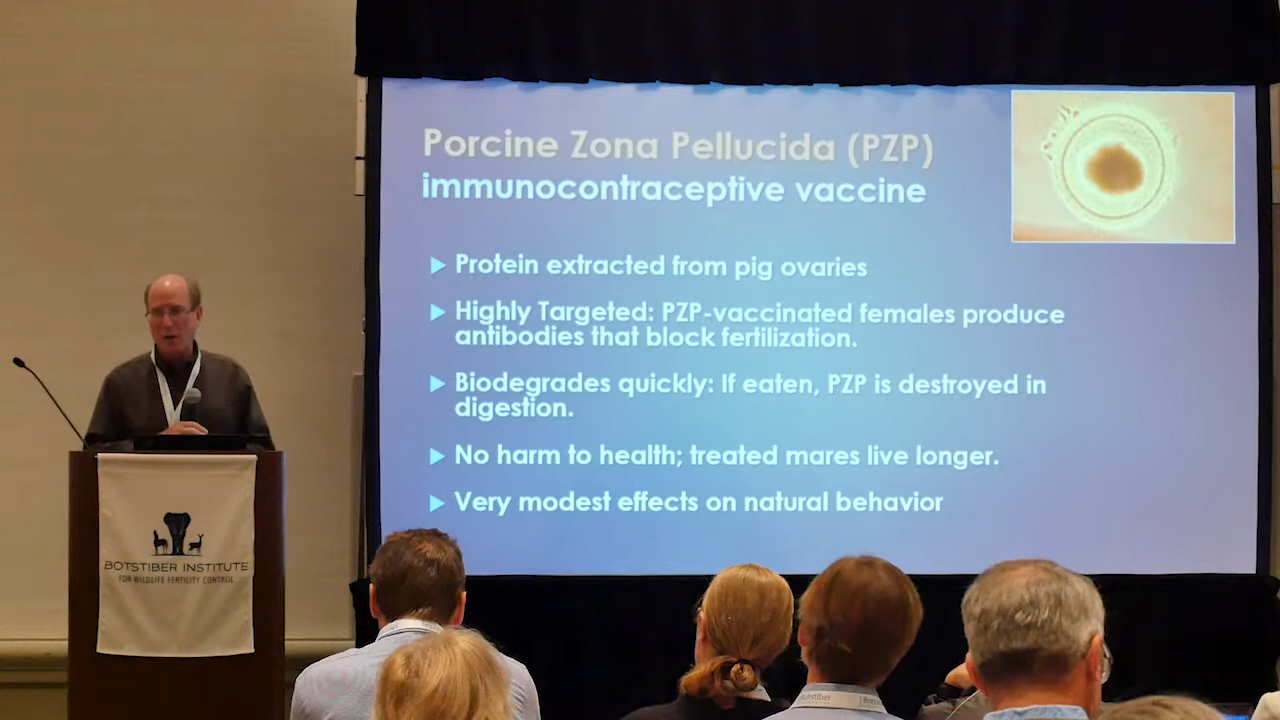 Porcine Zona Pellucida (PZP)
immunocontraceptive vaccine
Protein extracted from pig ovaries
Highly Targeted: PZP-vaccinated females produce
antibodies that block fertilization.
Biodegrades quickly: If eaten, PZP is destroyed in
digestion.
No harm to health; treated mares live longer.
Very modest effects on natural behavior
BOTSTIBER INSTITUTE
FOR WILDLIFE FERTILITY CONTROL
Botstiber